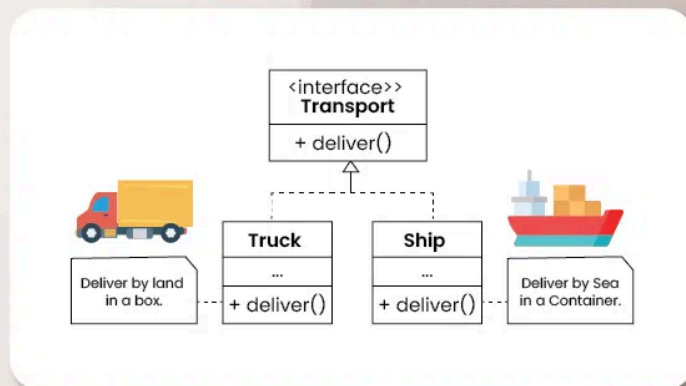 <interface>>
Transport
+ deliver()
Truck
...
+ deliver()
Ship
...
+ deliver()
Deliver by land
in a box.
Deliver by Sea
in a Container.